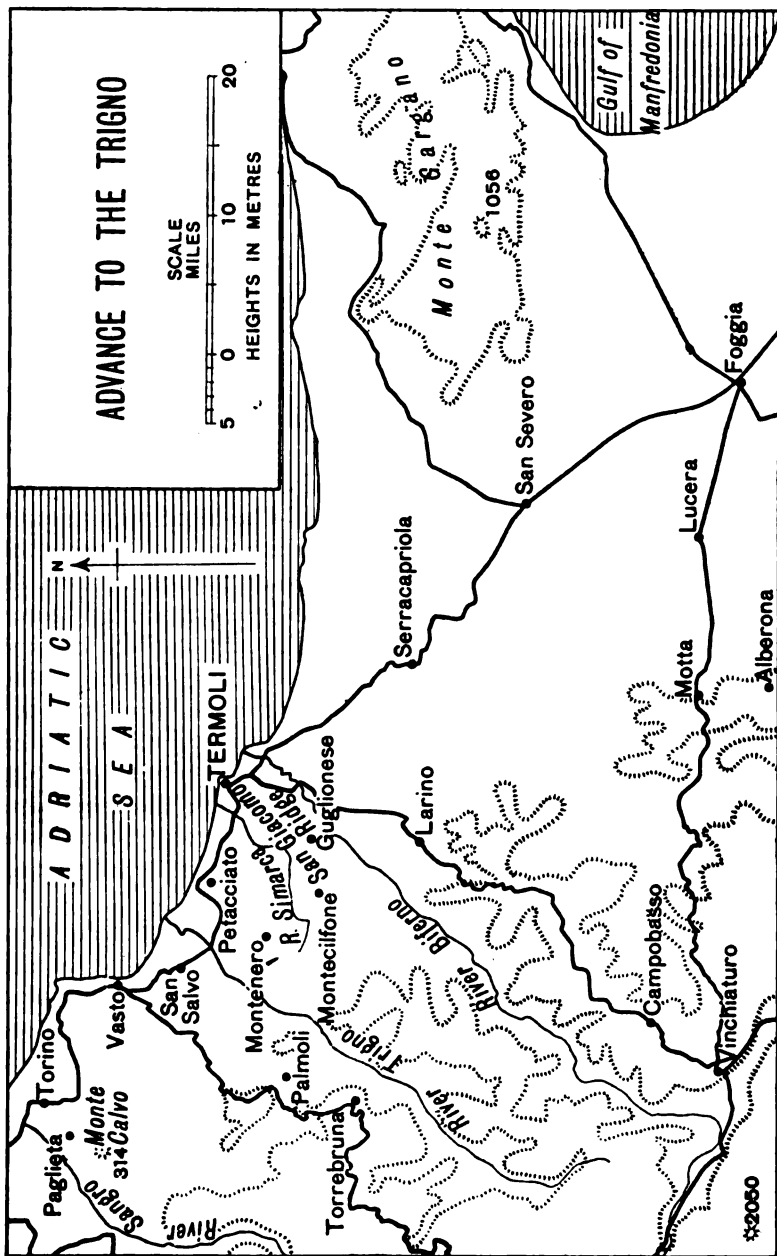 ADVANCE TO THE TRIGNO
SCALE
MILES
5 0 10 20
HEIGHTS IN METRES
ADRIATIC
SEA
N
Gulf of
Manfredonia
Monte Gargano
1056
Torino
Paglieta
Monte
314 Calvo
Sangro River
Vasto
San
Salvo
Petacciato
TERMOLI
Montenero
R. Simarca
San Giacomo
Ridge
Guglionese
Montecilfone
Palmoli
Torrebruna
River Trigno
River Biferno
Larino
Serracapriola
San Severo
Campobasso
Vinchiaturo
Motta
Lucera
Foggia
Alberona
2050